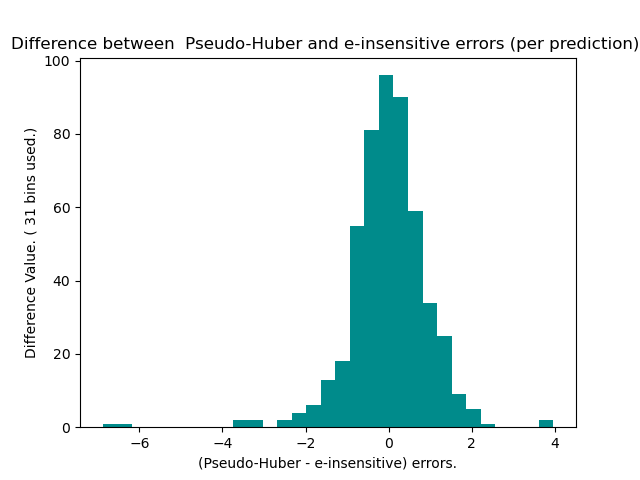 Difference between  Pseudo-Huber and e-insensitive errors (per prediction)
100
80
60
40
20
0
Difference Value. ( 31 bins used.)
−6 −4 −2 0 2 4
(Pseudo-Huber - e-insensitive) errors.